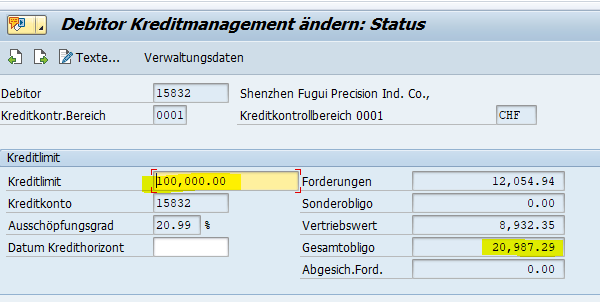 Debitor Kreditmanagement ändern: Status
Texte... Verwaltungsdaten
Debitor 15832 Shenzhen Fugui Precision Ind. Co.,
Kreditkontr.Bereich 0001 Kreditkontrollbereich 0001 CHF
Kreditlimit
Kreditlimit 100,000.00 Forderungen 12,054.94
Kreditkonto 15832 Sonderobligo 0.00
Ausschöpfungsgrad 20.99 % Vertriebswert 8,932.35
Datum Kredithorizont Gesamtobligo 20,987.29
Abgesich.Ford. 0.00